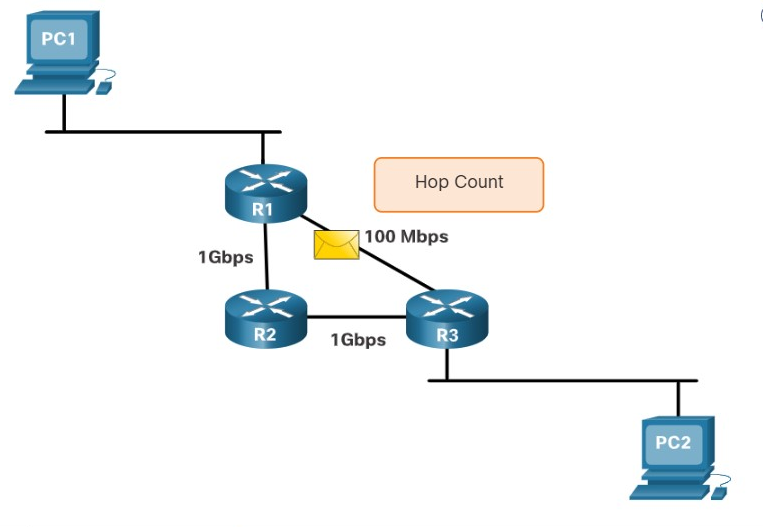 PC1
Hop Count
R1
100 Mbps
1Gbps
R2
R3
1Gbps
PC2